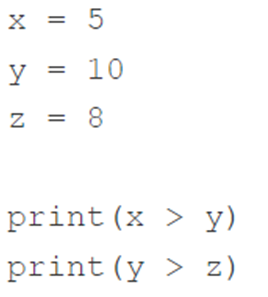 x = 5
y = 10
z = 8
print(x > y)
print(y > z)